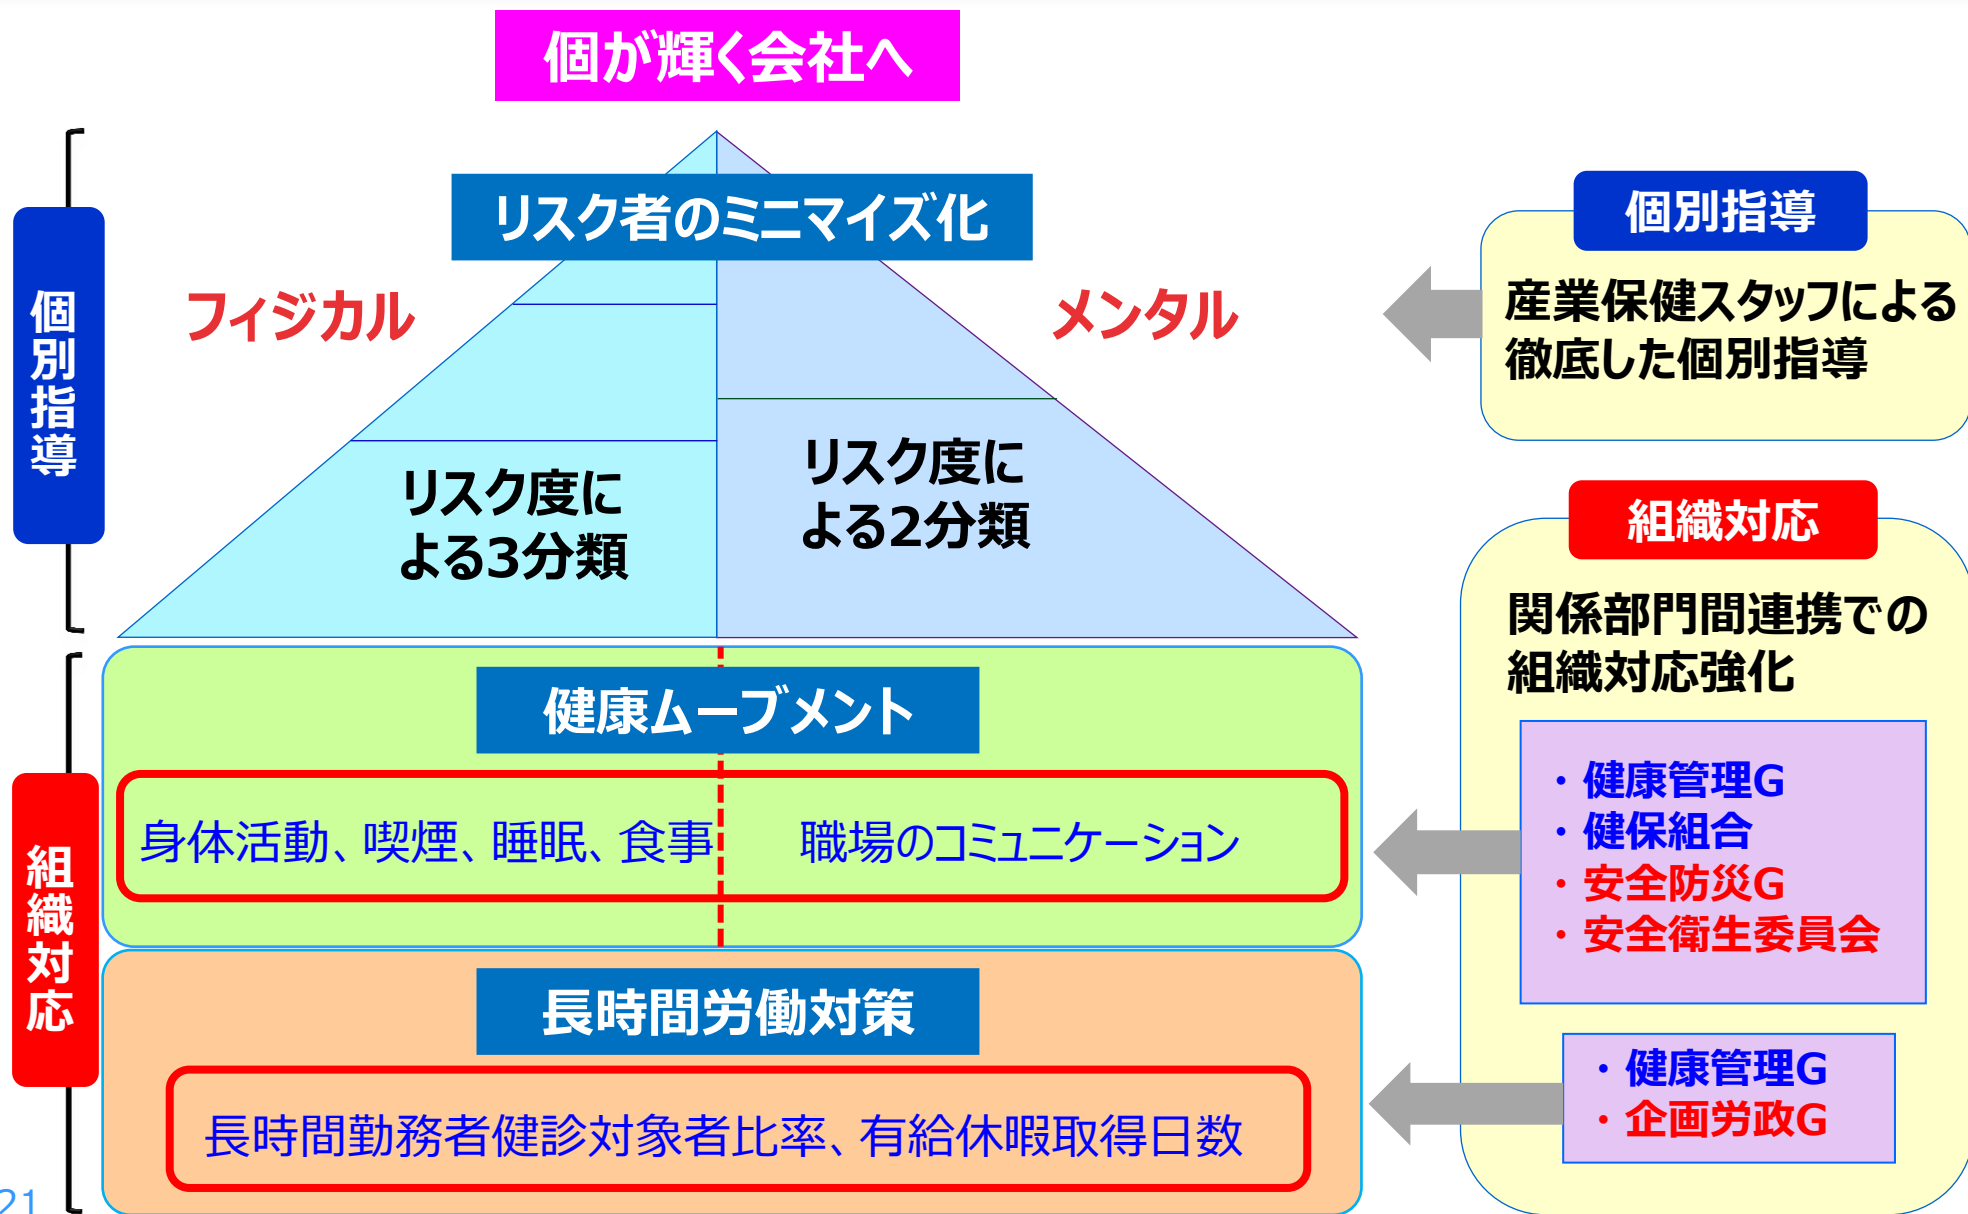 個が輝く会社へ
リスク者のミニマイズ化
フィジカル
メンタル
リスク度に
よる3分類
リスク度に
よる2分類
個別指導
個別指導
産業保健スタッフによる
徹底した個別指導
組織対応
関係部門間連携での
組織対応強化
健康ムーブメント
身体活動、喫煙、睡眠、食事
職場のコミュニケーション
・健康管理G
・健保組合
・安全防災G
・安全衛生委員会
組織対応
長時間労働対策
長時間勤務者健診対象者比率、有給休暇取得日数
・健康管理G
・企画労政G
21